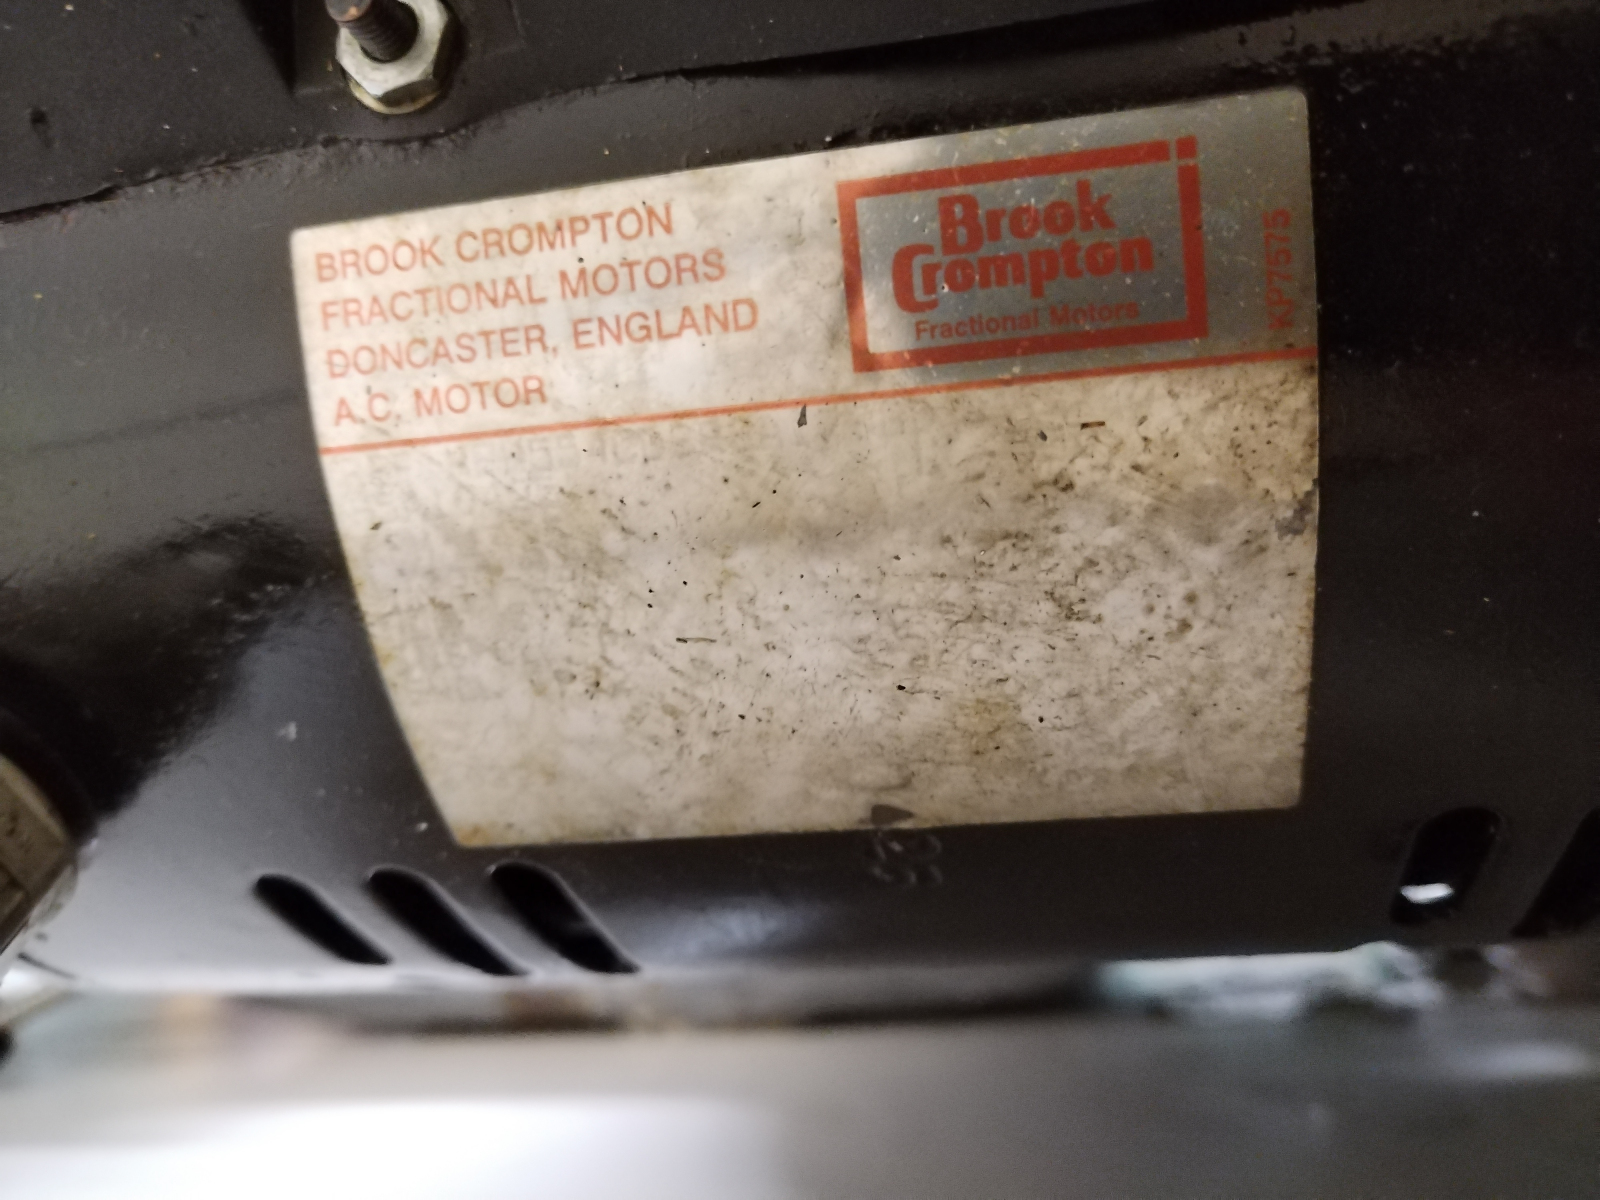 BROOK CROMPTON
FRACTIONAL MOTORS
DONCASTER, ENGLAND
A.C. MOTOR
Brook
Crompton
Fractional Motors
KP7575